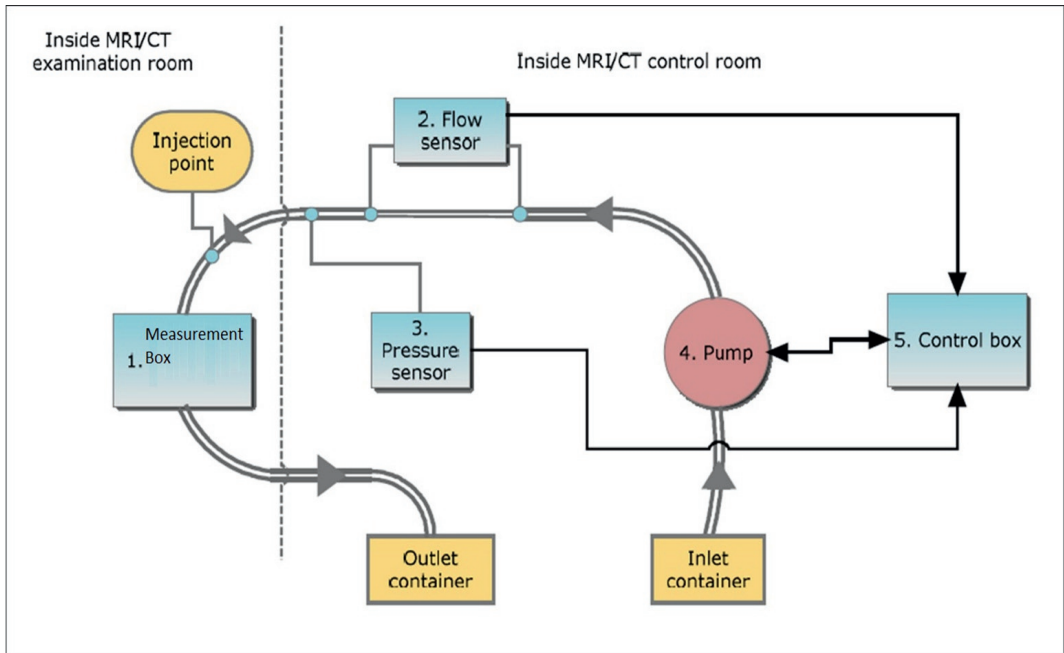 Inside MRI/CT
examination room
Inside MRI/CT control room
Injection
point
2. Flow
sensor
Measurement
1. Box
3.
Pressure
sensor
4. Pump
5. Control box
Outlet
container
Inlet
container